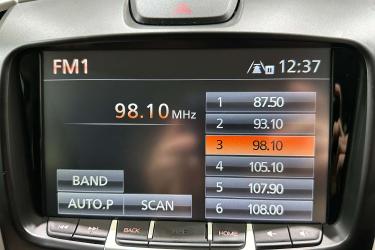 FM1 12:37
98.10 MHz
1 87.50
2 93.10
3 98.10
4 105.10
5 107.90
6 108.00
BAND
AUTO.P SCAN
BACK HOME